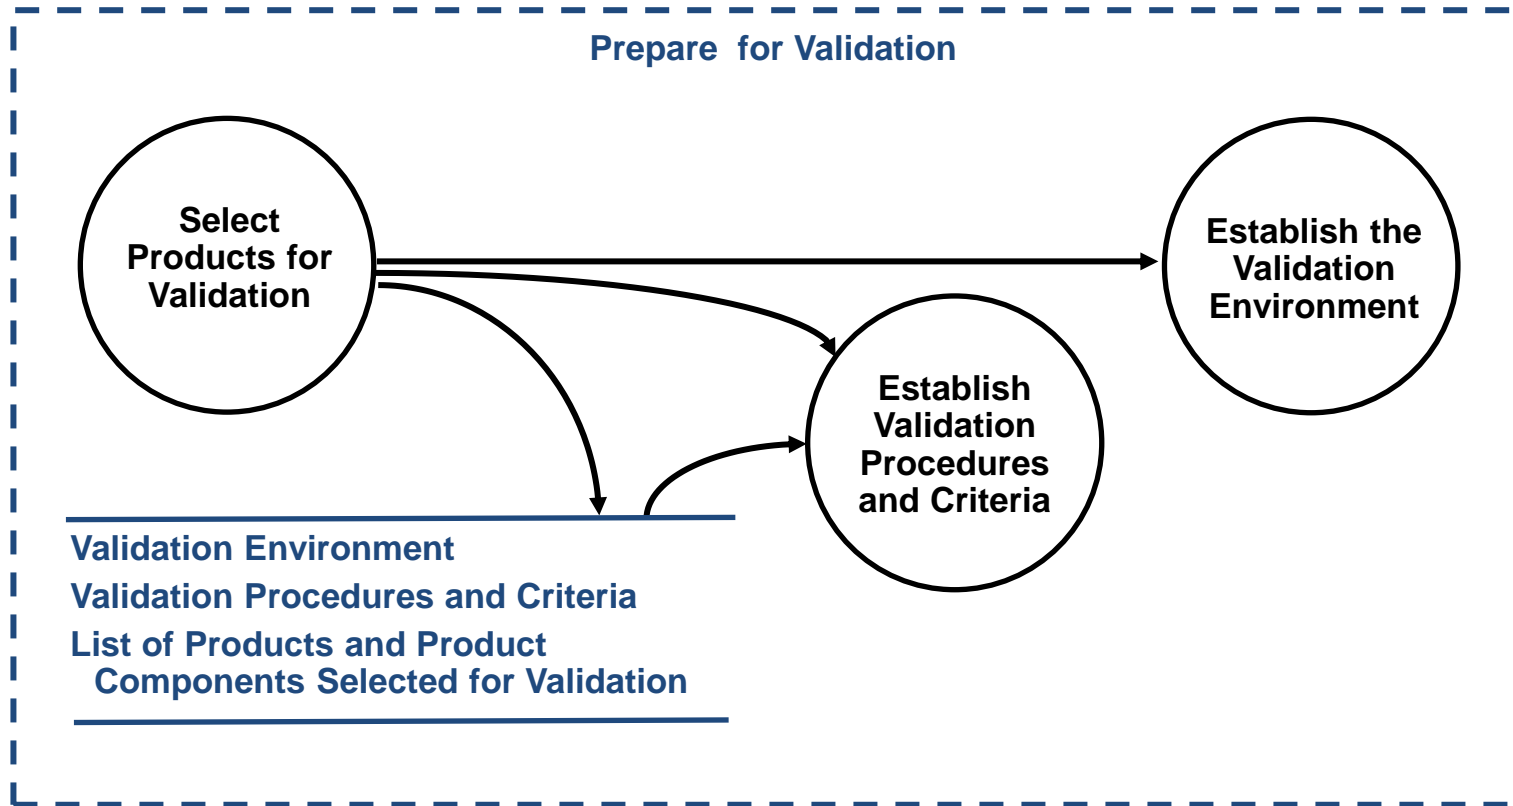 Prepare  for Validation
Select
Products for
Validation
Establish the
Validation
Environment
Establish
Validation
Procedures
and Criteria
Validation Environment
Validation Procedures and Criteria
List of Products and Product
Components Selected for Validation